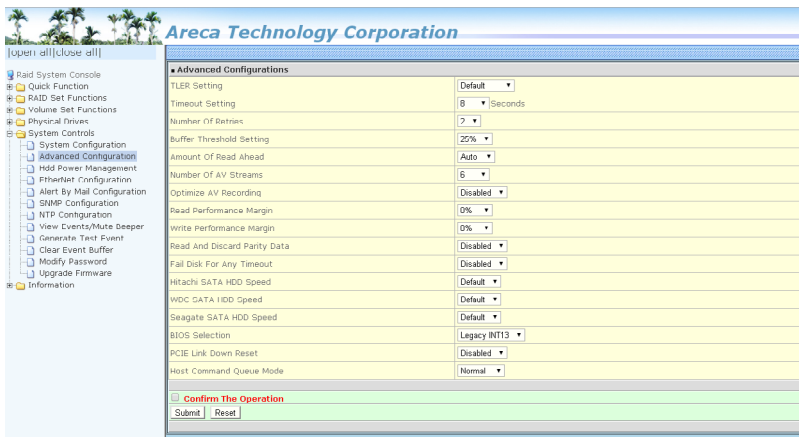 Areca Technology Corporation
|open all|close all|
Raid System Console
Quick Function
RAID Set Functions
Volume Set Functions
Physical Drives
System Controls
System Configuration
Advanced Configuration
Hdd Power Management
EtherNet Configuration
Alert By Mail Configuration
SNMP Configuration
NTP Configuration
View Events/Mute Beeper
Generate Test Event
Clear Event Buffer
Modify Password
Upgrade Firmware
Information
Advanced Configurations
TLER Setting Default
Timeout Setting 8 Seconds
Number Of Retries 2
Buffer Threshold Setting 25%
Amount Of Read Ahead Auto
Number Of AV Streams 6
Optimize AV Recording Disabled
Read Performance Margin 0%
Write Performance Margin 0%
Read And Discard Parity Data Disabled
Fail Disk For Any Timeout Disabled
Hitachi SATA HDD Speed Default
WDC SATA HDD Speed Default
Seagate SATA HDD Speed Default
BIOS Selection Legacy INT13
PCIE Link Down Reset Disabled
Host Command Queue Mode Normal
Confirm The Operation
Submit Reset